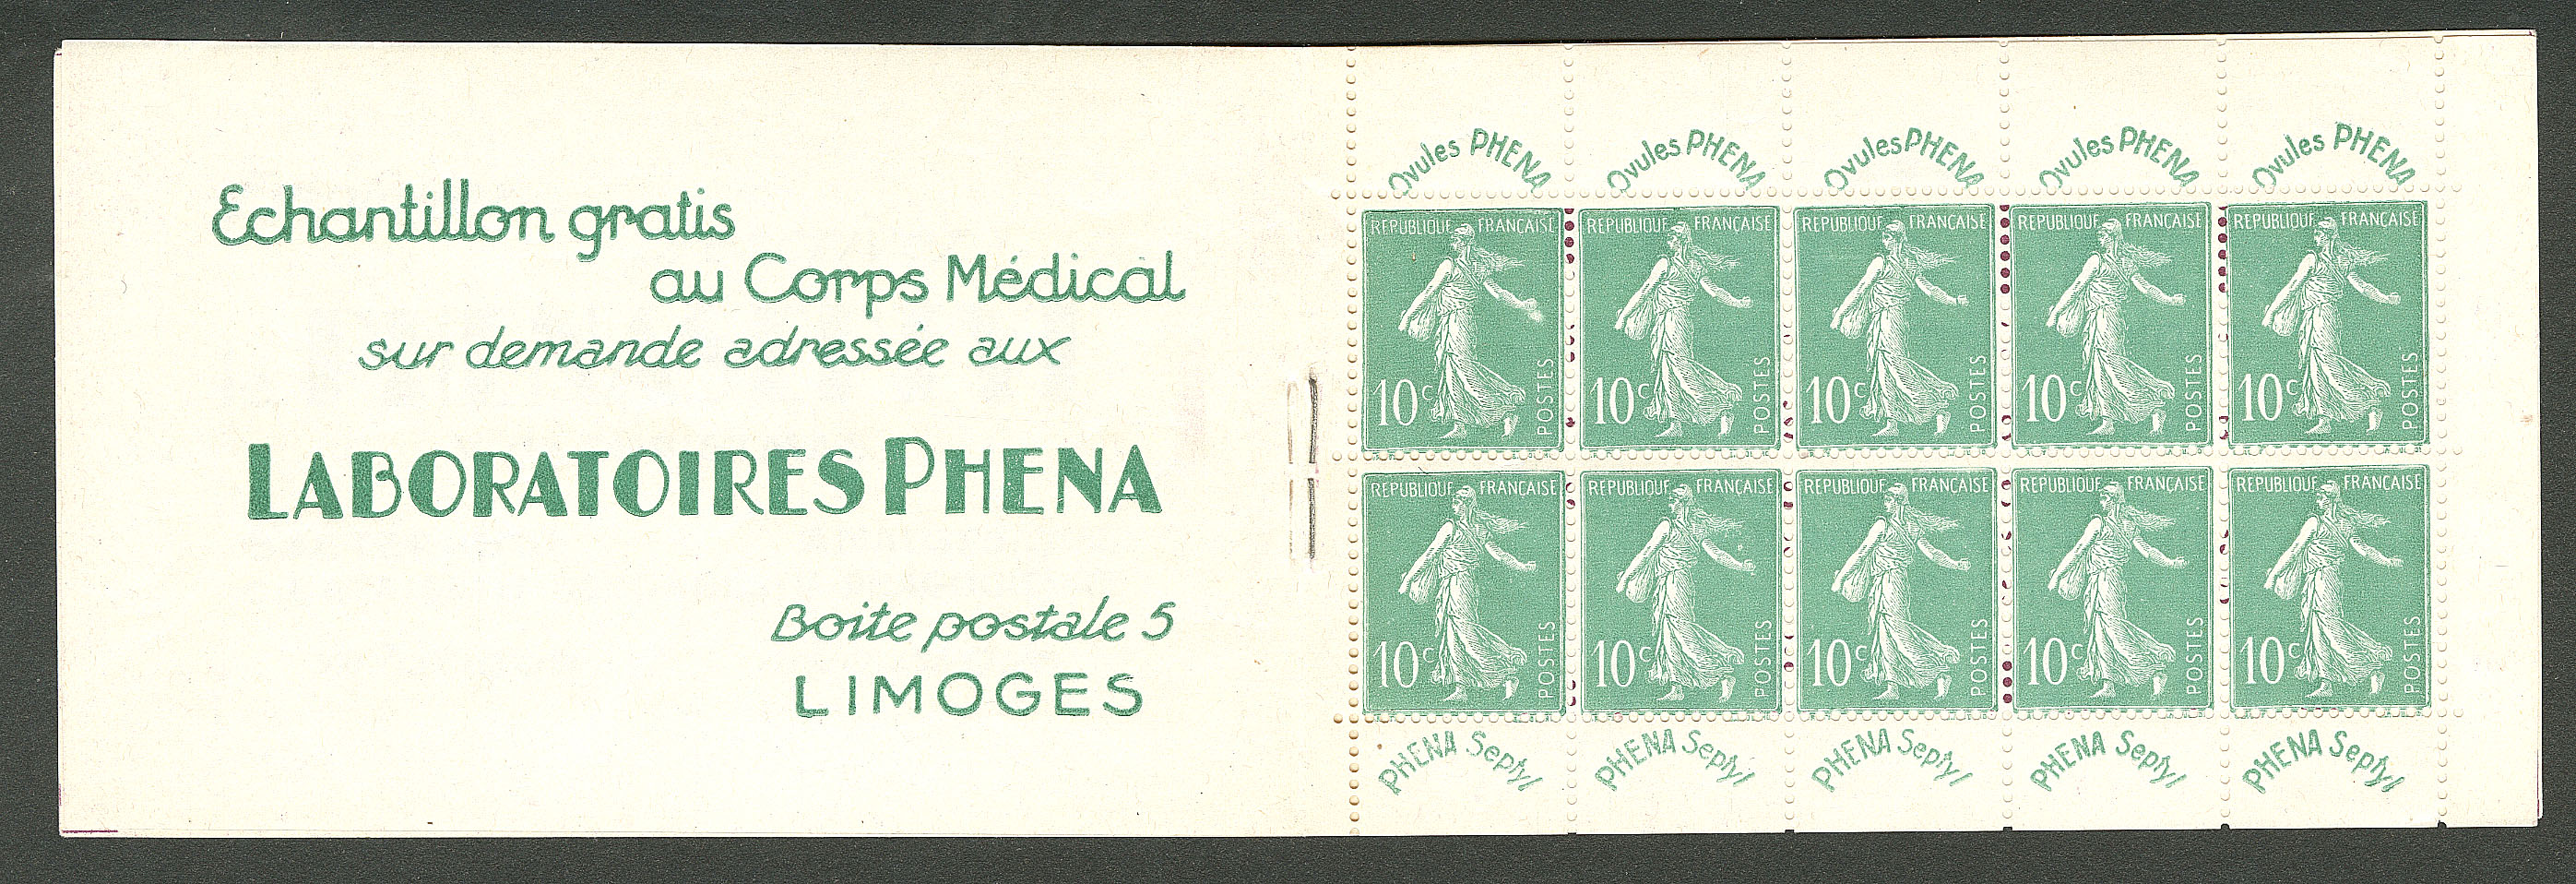 Echantillon gratis
au Corps Médical
sur demande adressée aux
LABORATOIRES PHENA
Boite postale 5
LIMOGES
Ovules PHENA Ovules PHENA Ovules PHENA Ovules PHENA Ovules PHENA
REPUBLIQUE FRANÇAISE REPUBLIQUE FRANÇAISE REPUBLIQUE FRANÇAISE REPUBLIQUE FRANÇAISE REPUBLIQUE FRANÇAISE
10c POSTES 10c POSTES 10c POSTES 10c POSTES 10c POSTES
REPUBLIQUE FRANÇAISE REPUBLIQUE FRANÇAISE REPUBLIQUE FRANÇAISE REPUBLIQUE FRANÇAISE REPUBLIQUE FRANÇAISE
10c POSTES 10c POSTES 10c POSTES 10c POSTES 10c POSTES
PHENA Septyl PHENA Septyl PHENA Septyl PHENA Septyl PHENA Septyl